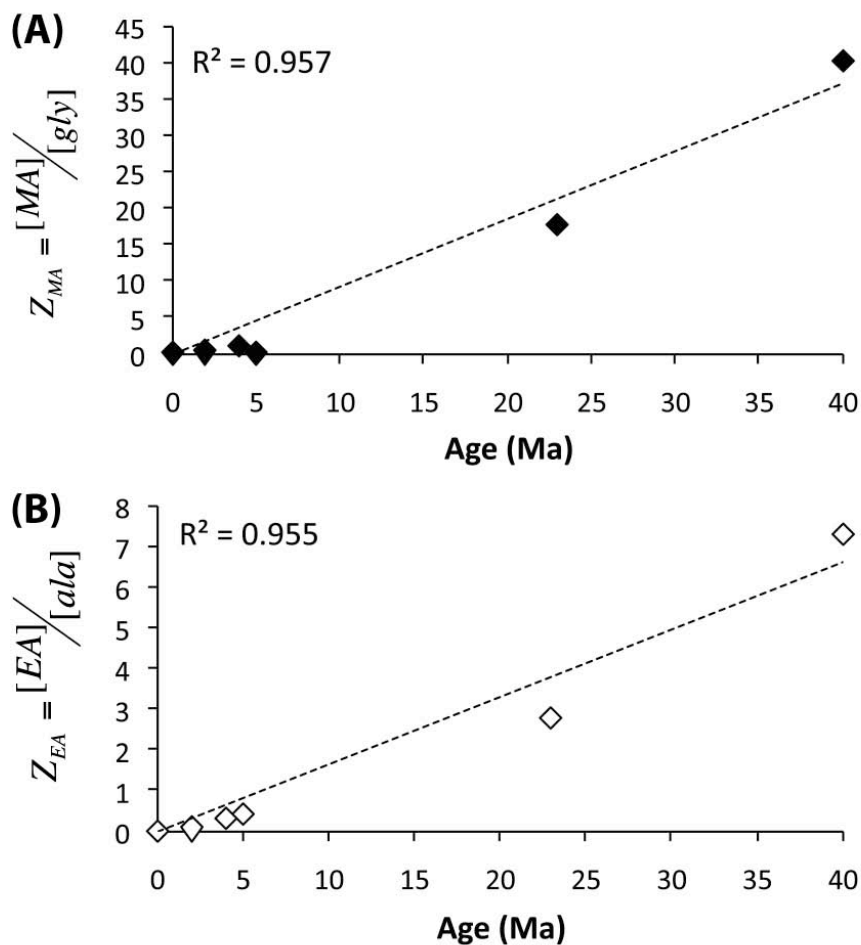 (A)
R² = 0.957
Z_MA = [MA]/[gly]
45
40
35
30
25
20
15
10
5
0
0 5 10 15 20 25 30 35 40
Age (Ma)
(B)
R² = 0.955
Z_EA = [EA]/[ala]
8
7
6
5
4
3
2
1
0
0 5 10 15 20 25 30 35 40
Age (Ma)